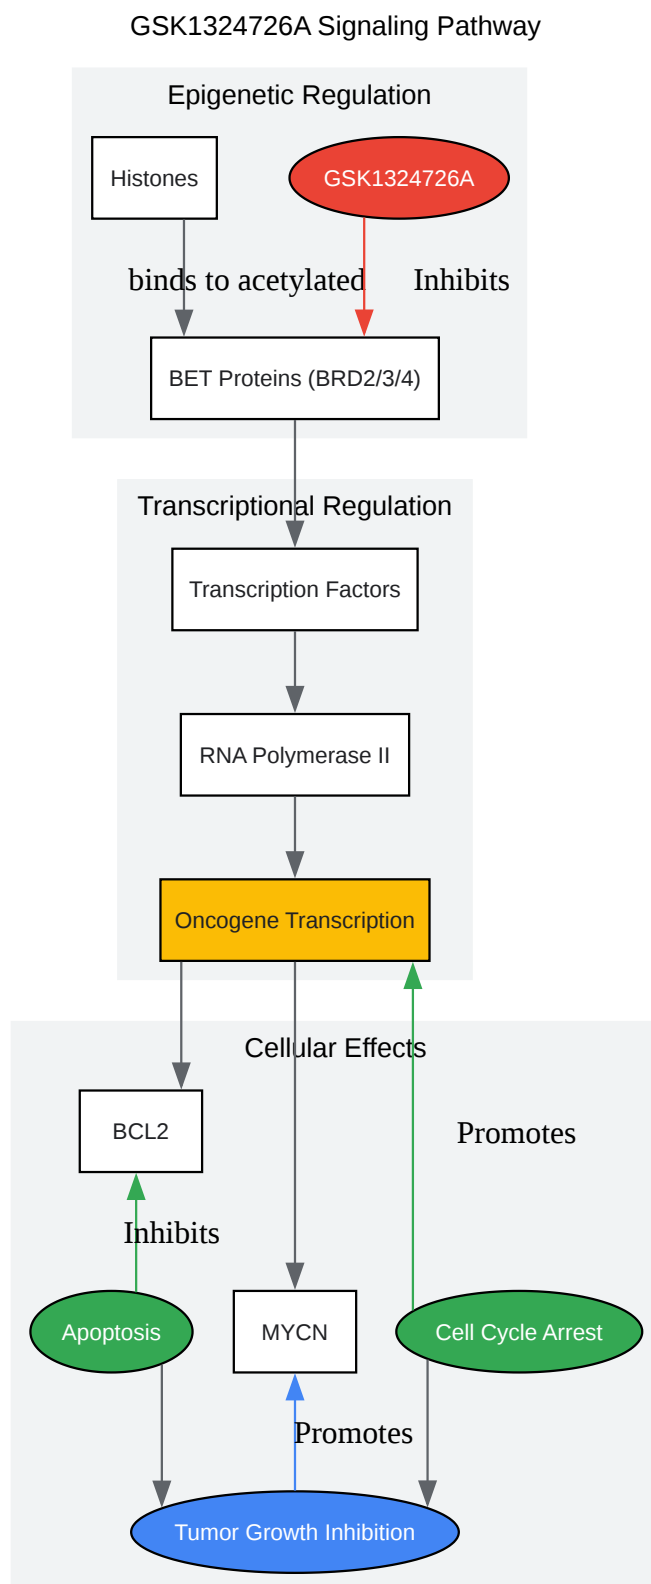 GSK1324726A Signaling Pathway
Epigenetic Regulation
Histones
GSK1324726A
binds to acetylated
Inhibits
BET Proteins (BRD2/3/4)
Transcriptional Regulation
Transcription Factors
RNA Polymerase II
Oncogene Transcription
Cellular Effects
BCL2
Promotes
Inhibits
Apoptosis
MYCN
Cell Cycle Arrest
Promotes
Tumor Growth Inhibition